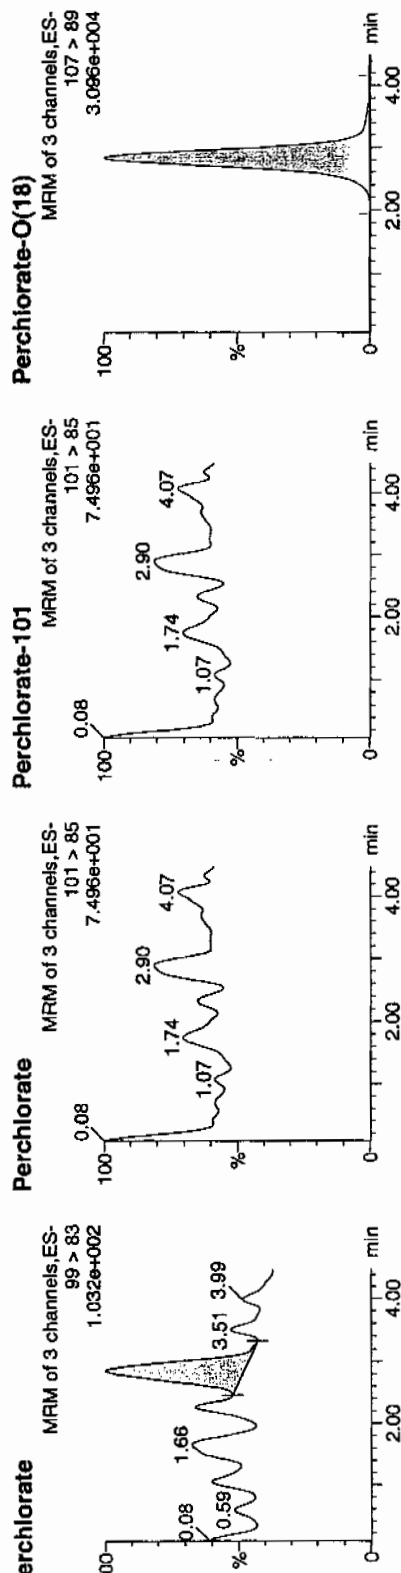 erchlorate
MRM of 3 channels,ES-
99 > 83
1.032e+002
00
%
0
0.08
0.59
1.66
3.51
3.99
2.00
4.00
min
Perchlorate
MRM of 3 channels,ES-
101 > 85
7.496e+001
100
%
0
0.08
1.07
1.74
2.90
4.07
2.00
4.00
min
Perchlorate-101
MRM of 3 channels,ES-
101 > 85
7.496e+001
100
%
0
0.08
1.07
1.74
2.90
4.07
2.00
4.00
min
Perchlorate-O(18)
MRM of 3 channels,ES-
107 > 89
3.096e+004
100
%
0
2.00
4.00
min